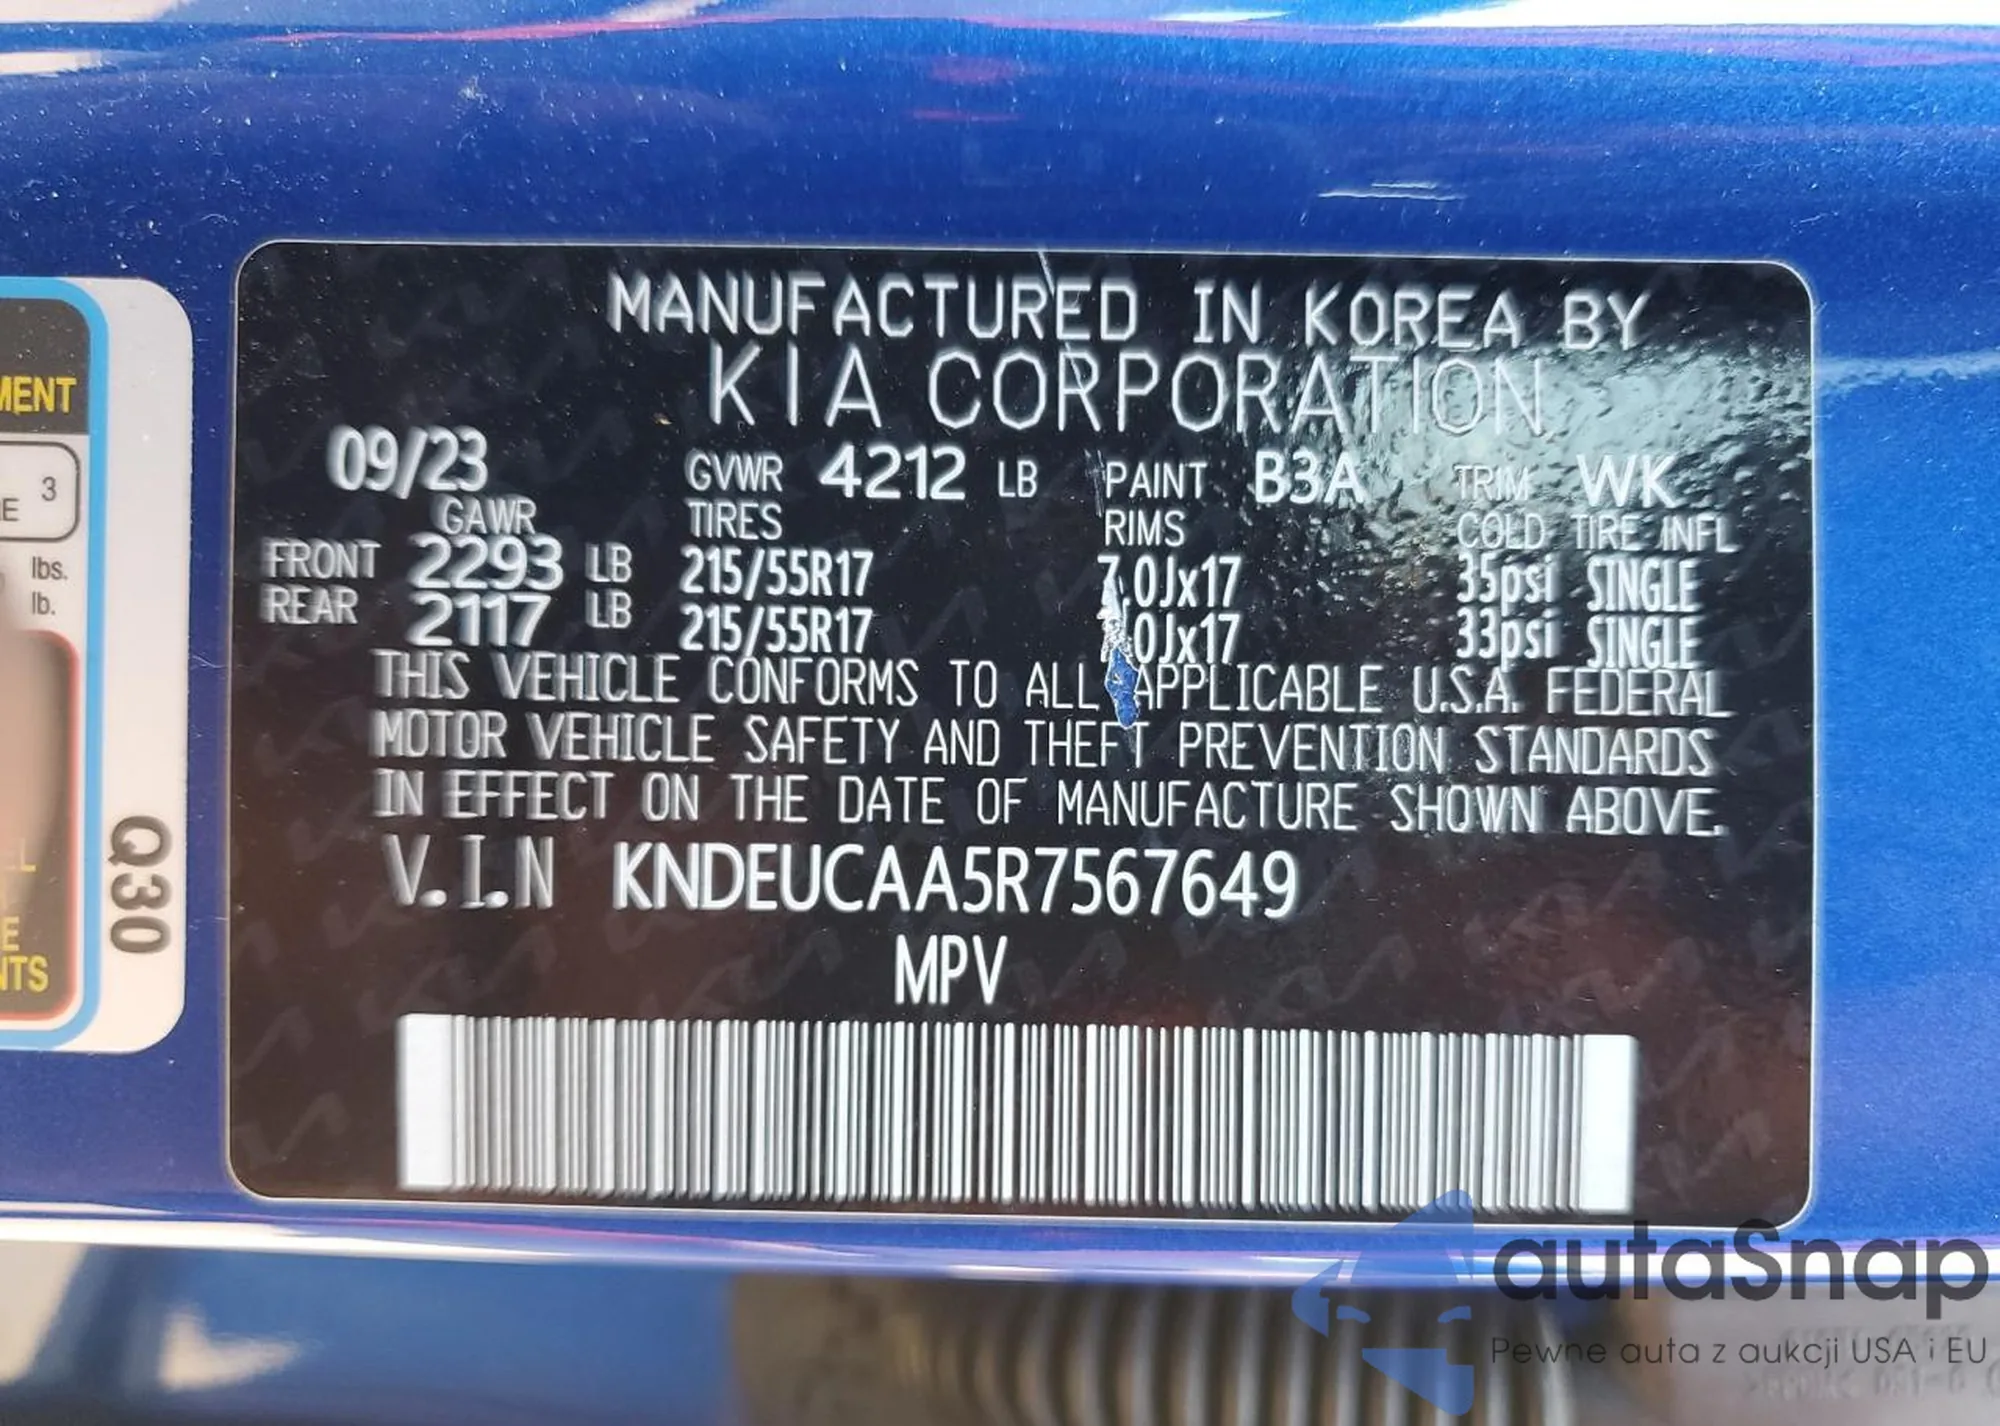 MANUFACTURED IN KOREA BY
KIA CORPORATION
09/23 GVWR 4212 LB PAINT B3A TRIM WK
GAWR TIRES RIMS COLD TIRE INFL
FRONT 2293 LB 215/55R17 7.0Jx17 35psi SINGLE
REAR 2117 LB 215/55R17 .0Jx17 33psi SINGLE
THIS VEHICLE CONFORMS TO ALL APPLICABLE U.S.A. FEDERAL
MOTOR VEHICLE SAFETY AND THEFT PREVENTION STANDARDS
IN EFFECT ON THE DATE OF MANUFACTURE SHOWN ABOVE.
V.I.N KNDEUCAA5R7567649
MPV
MENT
3
E
lbs.
lb.
L
E
NTS
Q30
autaSnap
Pewne auta z aukcji USA i EU